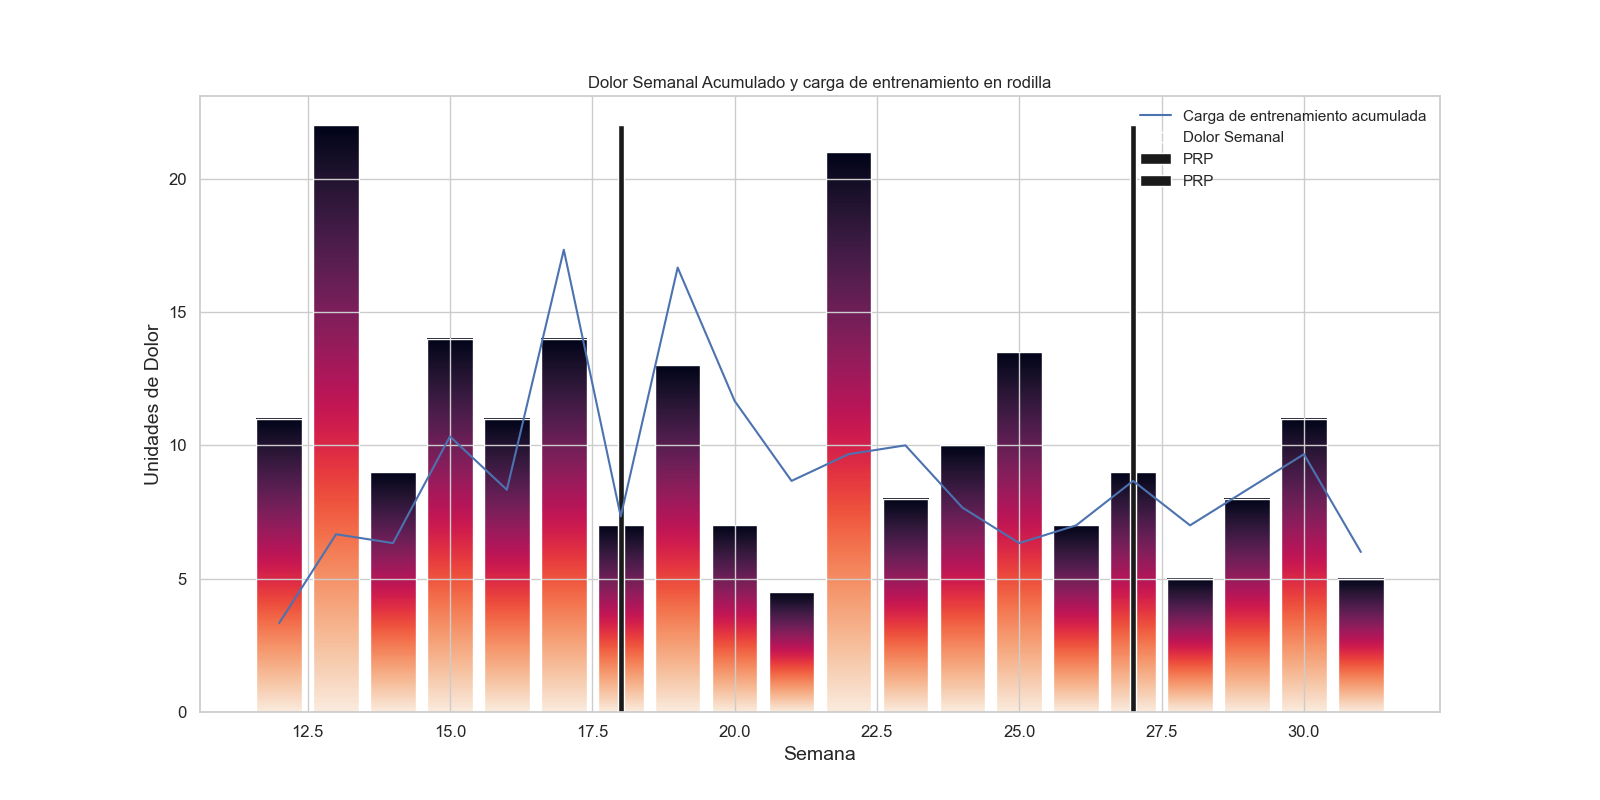 Dolor Semanal Acumulado y carga de entrenamiento en rodilla
Carga de entrenamiento acumulada
Dolor Semanal
PRP
PRP
Unidades de Dolor
20
15
10
5
0
12.5 15.0 17.5 20.0 22.5 25.0 27.5 30.0
Semana